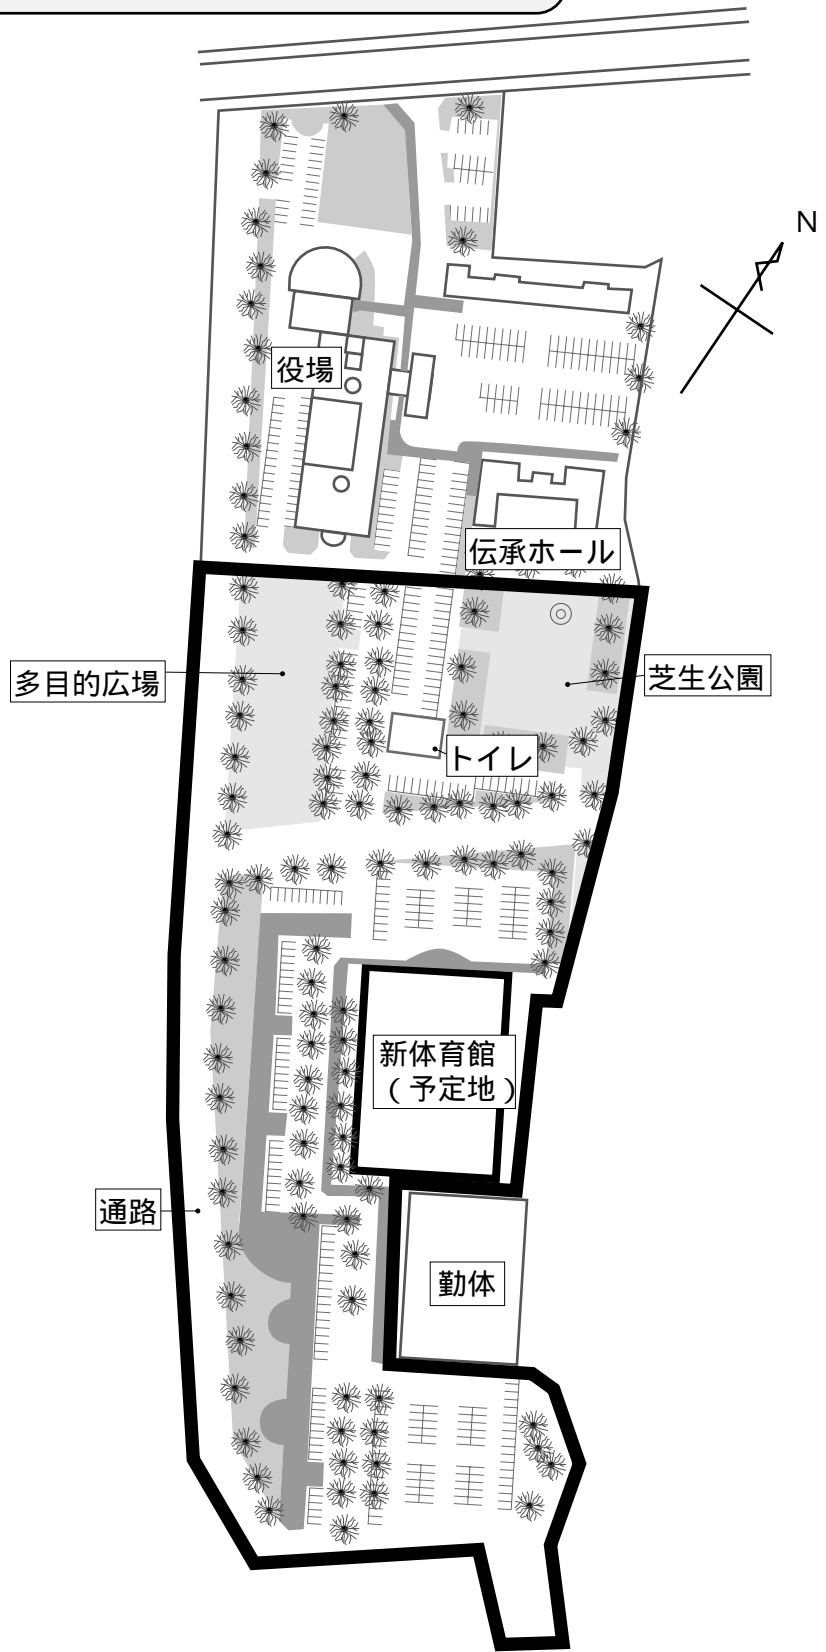 N
役場
伝承ホール
多目的広場
芝生公園
トイレ
新体育館
（予定地）
通路
勤体